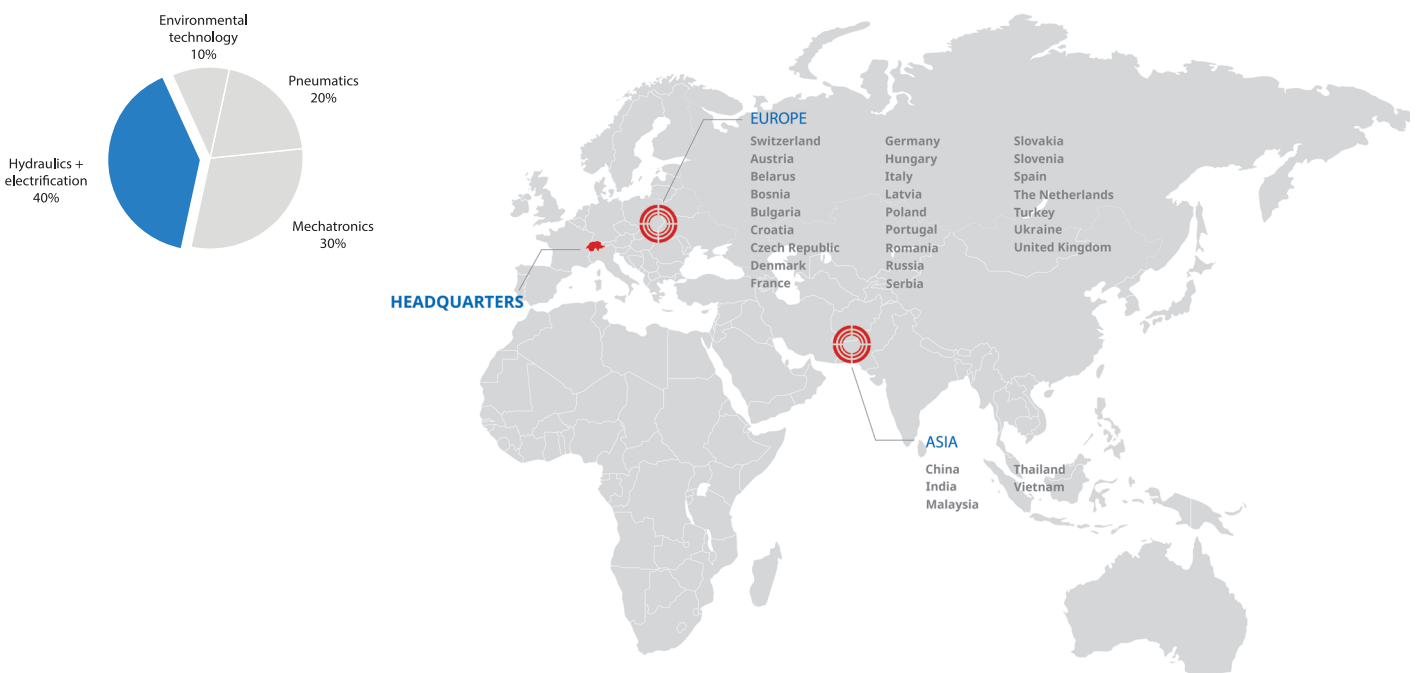 Environmental
technology
10%
Pneumatics
20%
Hydraulics +
electrification
40%
Mechatronics
30%
HEADQUARTERS
EUROPE
Switzerland
Austria
Belarus
Bosnia
Bulgaria
Croatia
Czech Republic
Denmark
France
Germany
Hungary
Italy
Latvia
Poland
Portugal
Romania
Russia
Serbia
Slovakia
Slovenia
Spain
The Netherlands
Turkey
Ukraine
United Kingdom
ASIA
China
India
Malaysia
Thailand
Vietnam